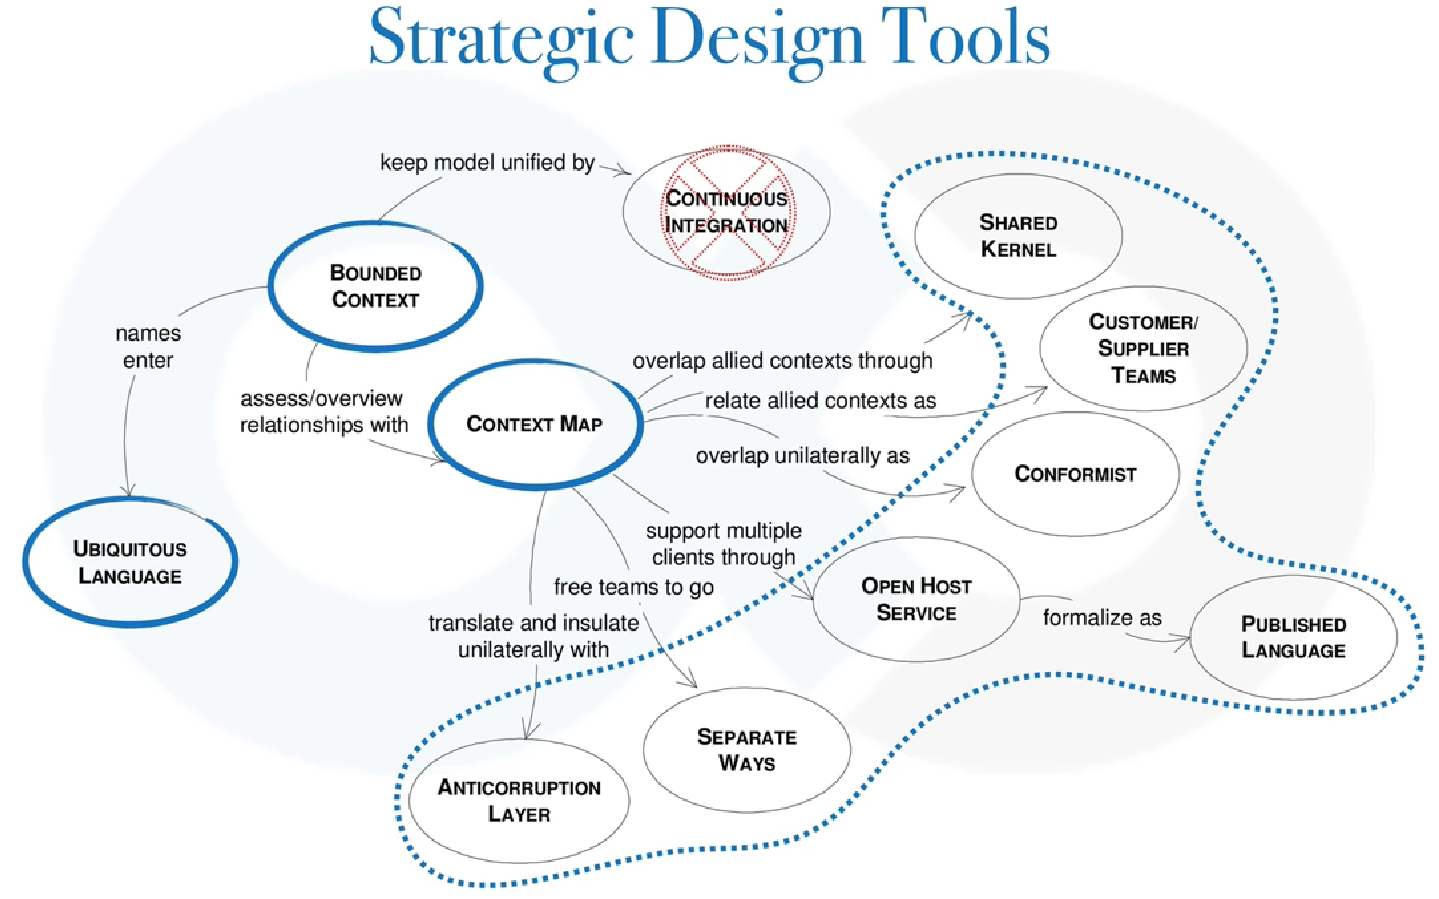 Strategic Design Tools
keep model unified by
CONTINUOUS
INTEGRATION
SHARED
KERNEL
BOUNDED
CONTEXT
names
enter
CUSTOMER/
SUPPLIER
TEAMS
overlap allied contexts through
assess/overview
relationships with
CONTEXT MAP
relate allied contexts as
overlap unilaterally as
CONFORMIST
UBIQUITOUS
LANGUAGE
support multiple
clients through
free teams to go
translate and insulate
unilaterally with
OPEN HOST
SERVICE
formalize as
PUBLISHED
LANGUAGE
SEPARATE
WAYS
ANTICORRUPTION
LAYER